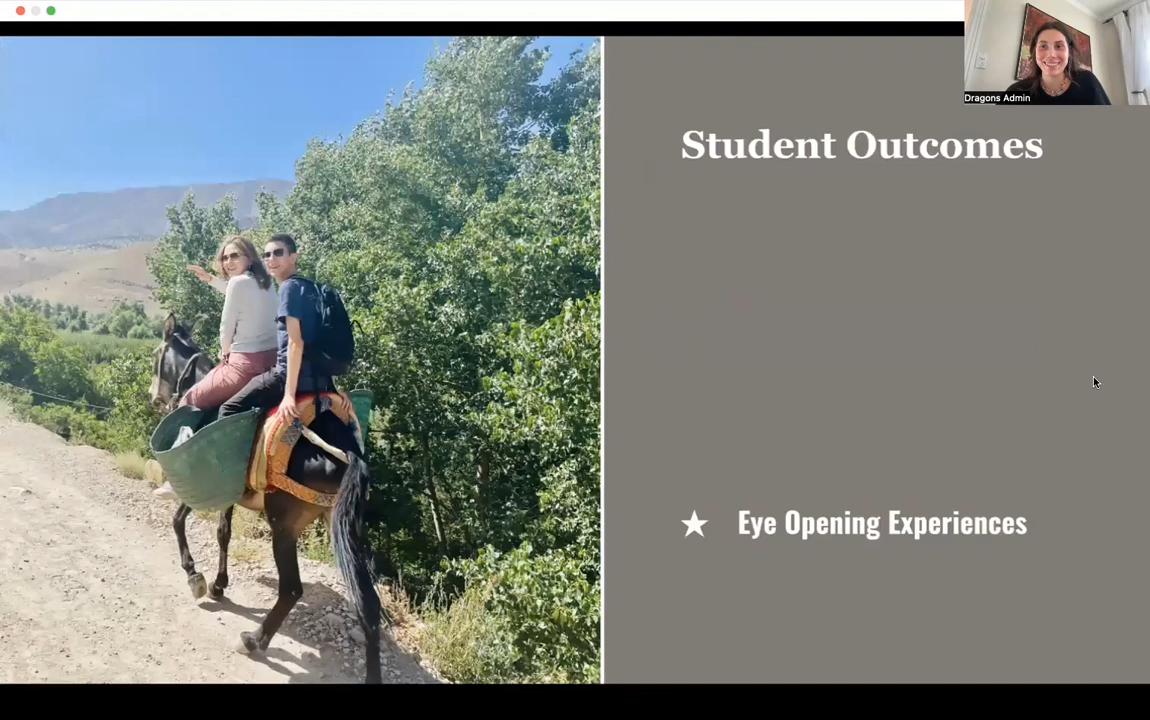 Dragons Admin
Student Outcomes
★ Eye Opening Experiences